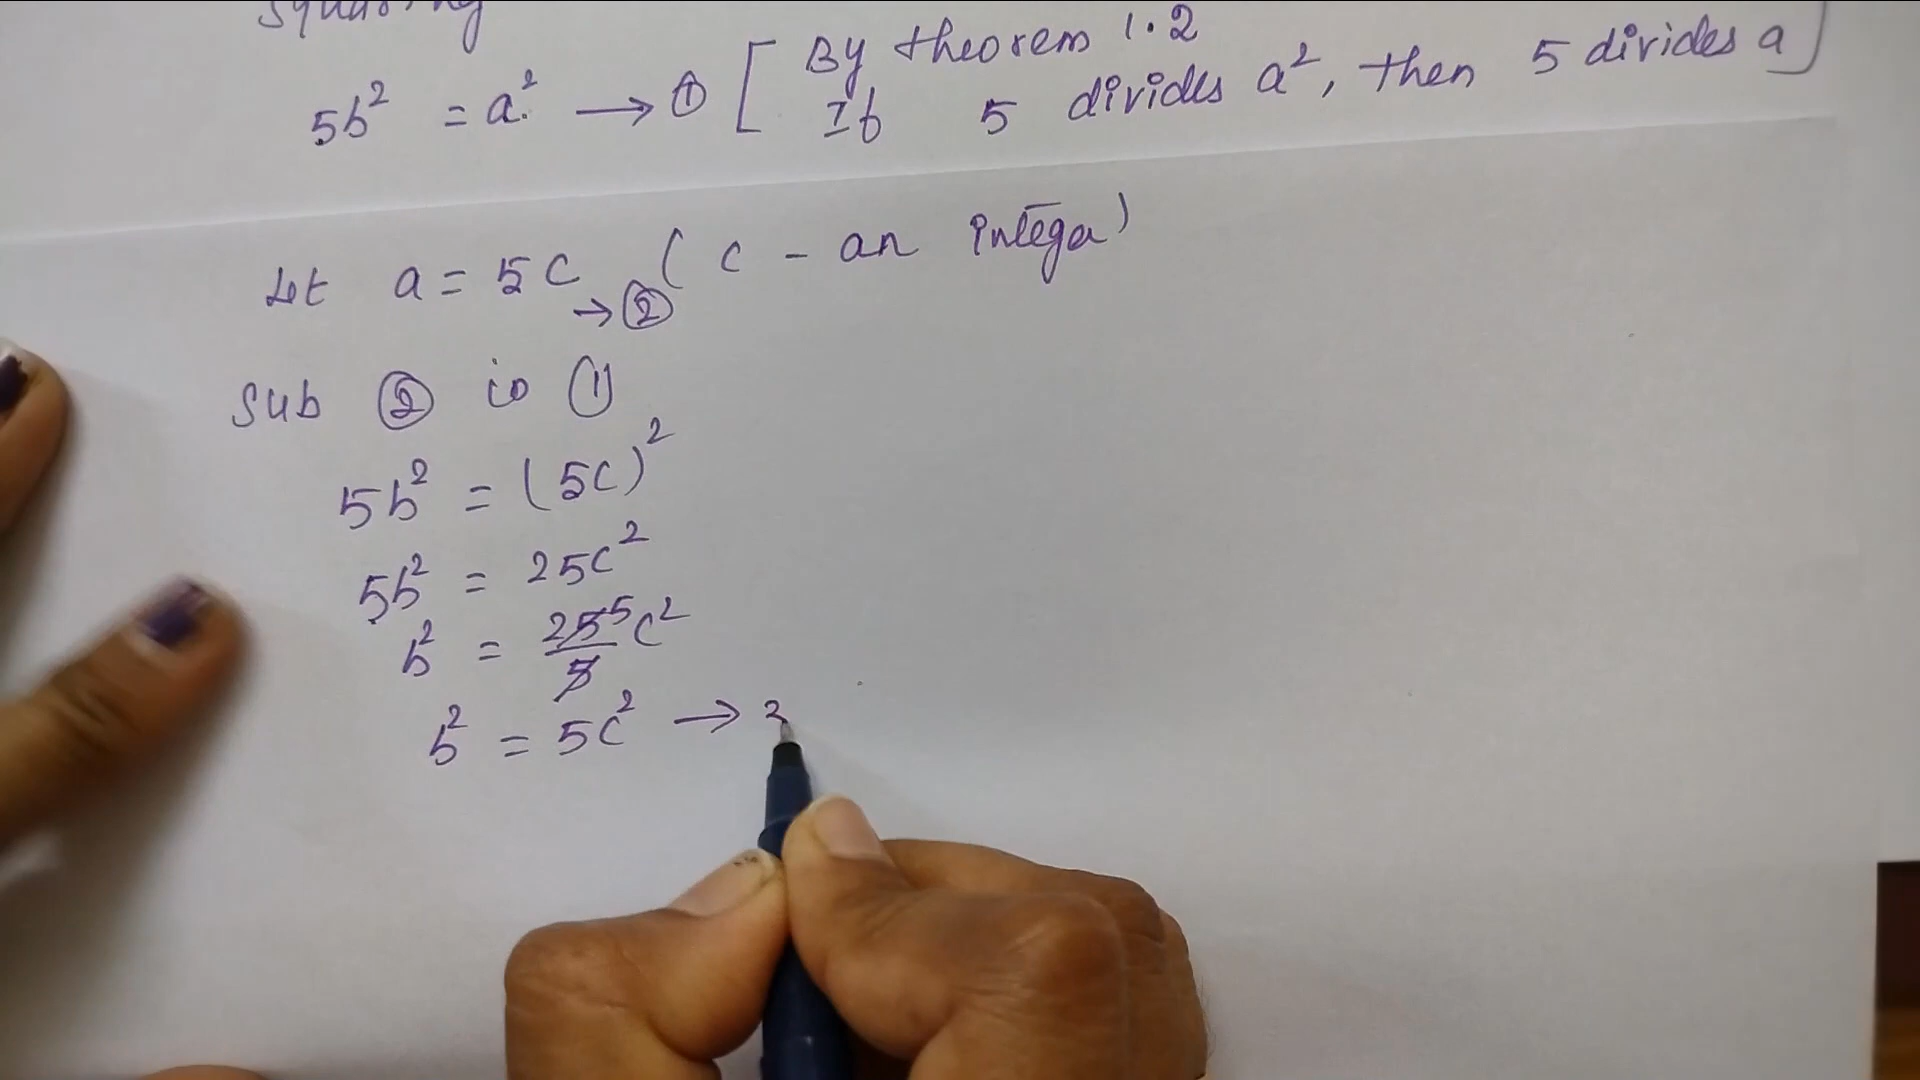 Squaring
5b² = a² → ① [ By theorem 1.2
If 5 divides a², then 5 divides a ]
Let a = 5c → ② ( c - an integer )
Sub ② in ①
5b² = (5c)²
5b² = 25c²
b² = 25⁵/5 c²
b² = 5c² → 3